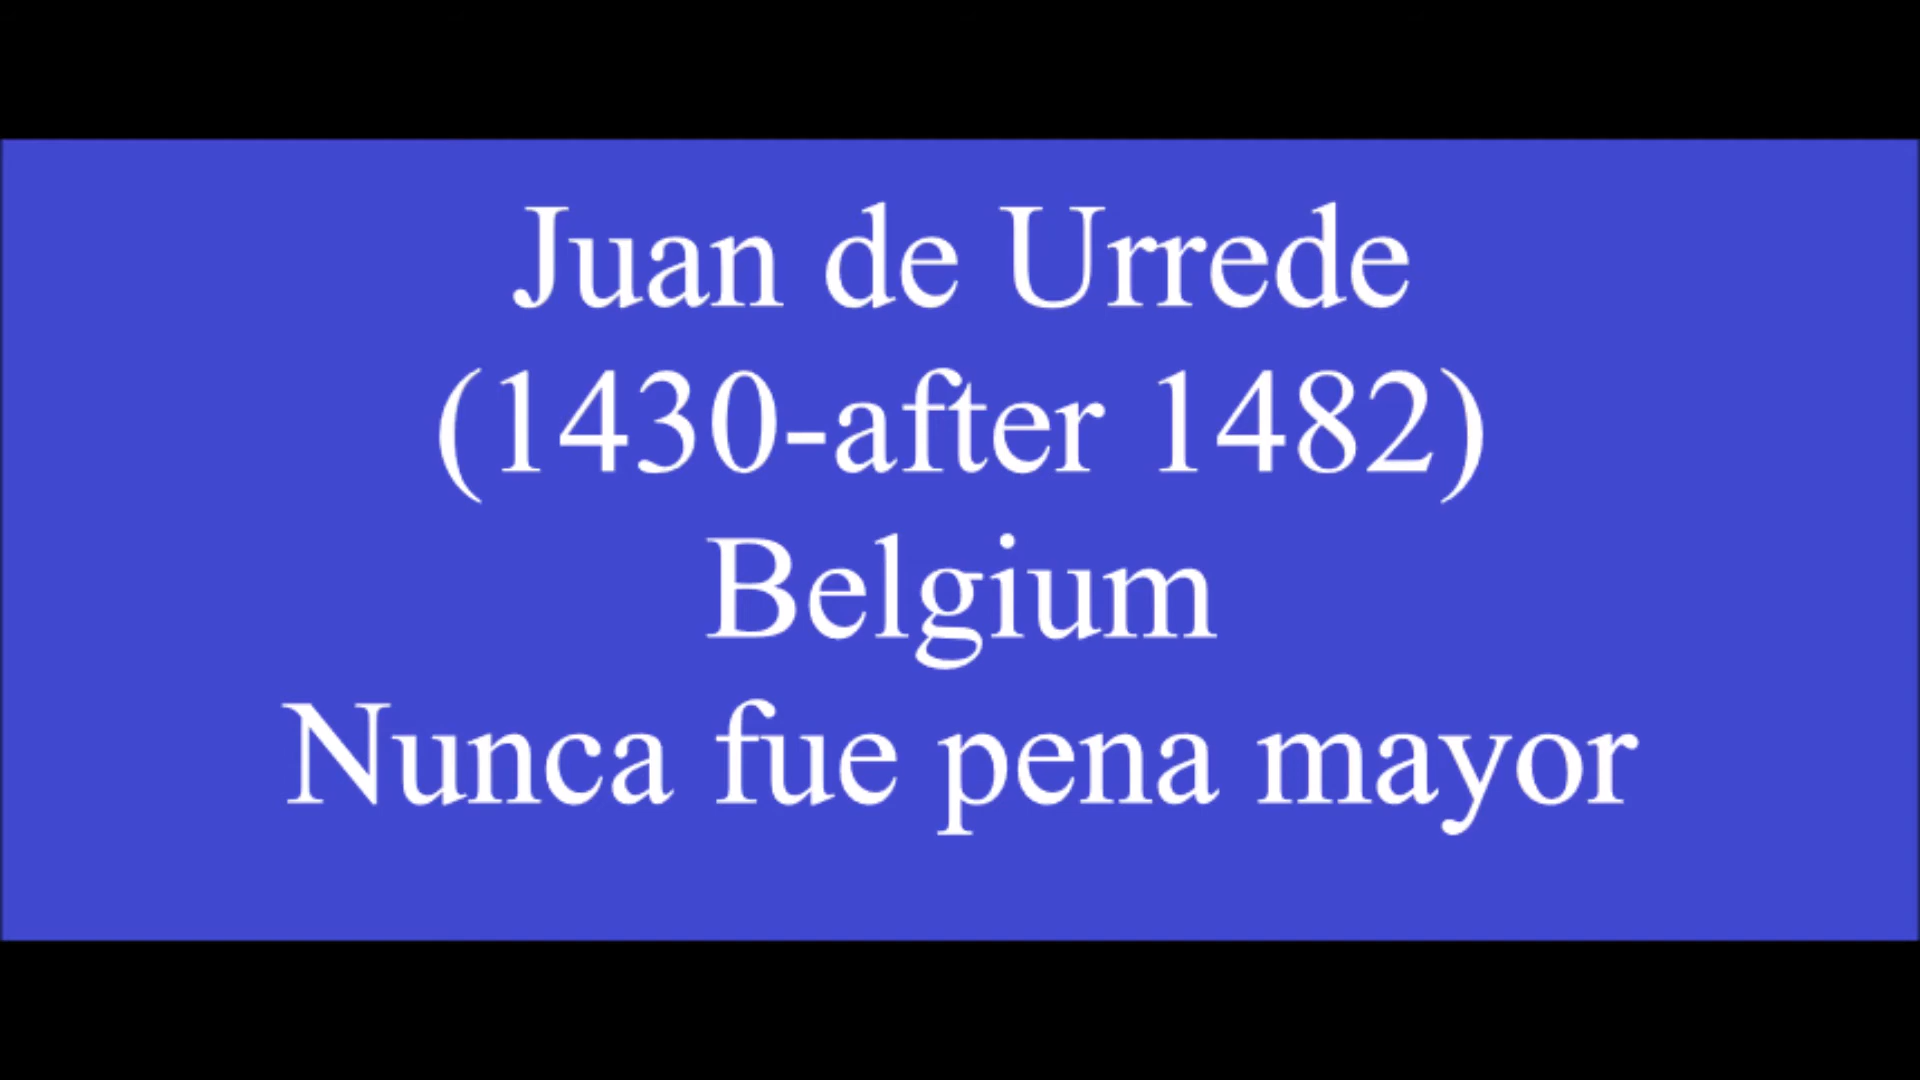 Juan de Urrede
(1430-after 1482)
Belgium
Nunca fue pena mayor